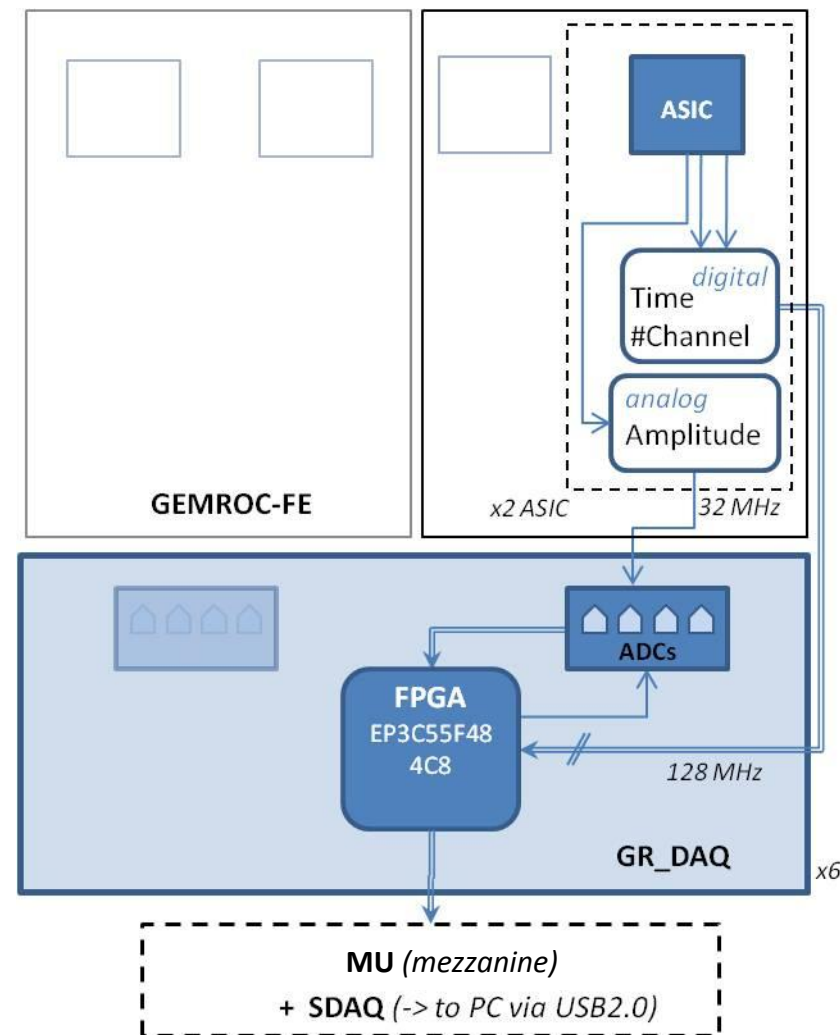 ASIC
digital
Time
#Channel
analog
Amplitude
GEMROC-FE
x2 ASIC
32 MHz
ADCs
FPGA
EP3C55F48
4C8
128 MHz
GR_DAQ
x6
MU (mezzanine)
+ SDAQ (-> to PC via USB2.0)